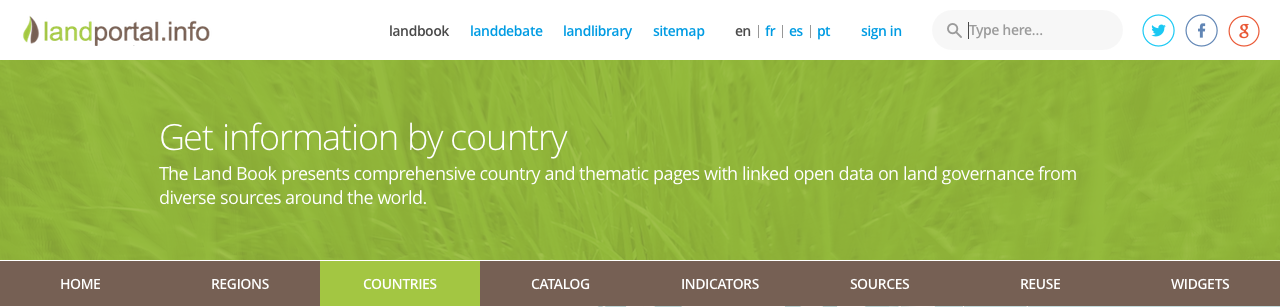 landportal.info
landbook landdebate landlibrary sitemap en | fr | es | pt sign in Type here...
Get information by country
The Land Book presents comprehensive country and thematic pages with linked open data on land governance from
diverse sources around the world.
HOME REGIONS COUNTRIES CATALOG INDICATORS SOURCES REUSE WIDGETS